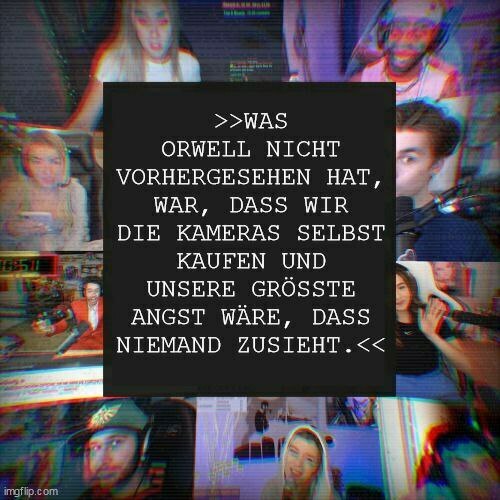 >>WAS
ORWELL NICHT
VORHERGESEHEN HAT,
WAR, DASS WIR
DIE KAMERAS SELBST
KAUFEN UND
UNSERE GRÖSSTE
ANGST WÄRE, DASS
NIEMAND ZUSIEHT.<<
imgflip.com